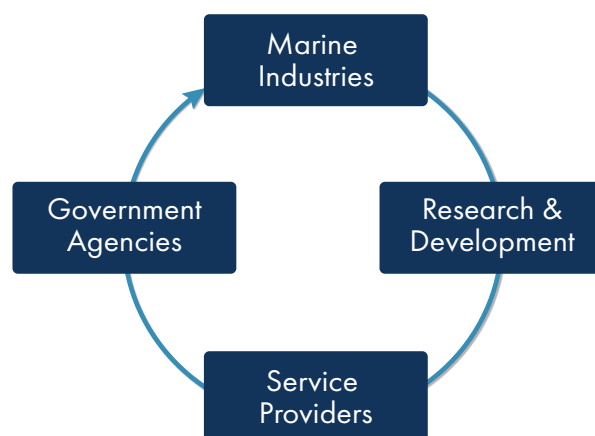 Marine
Industries
Government
Agencies
Research &
Development
Service
Providers